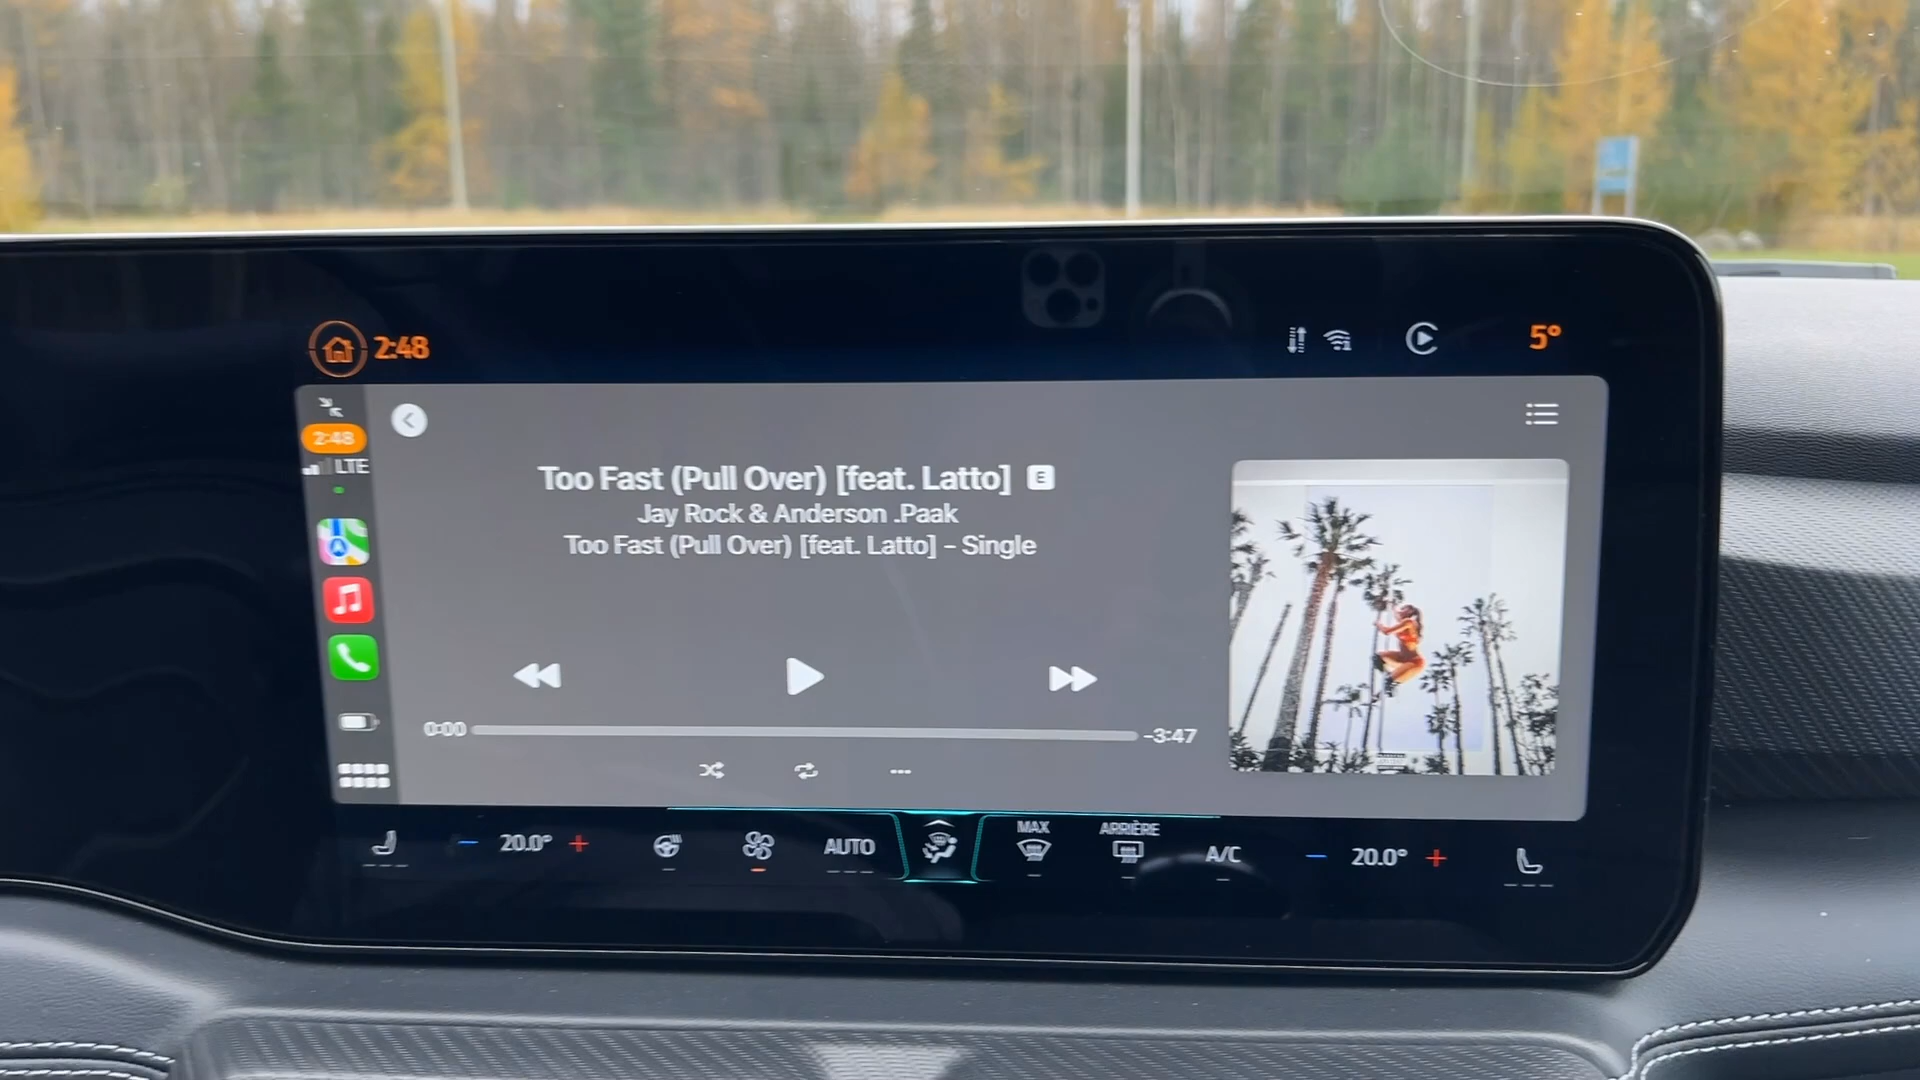 2:48
5°
2:48
LTE
Too Fast (Pull Over) [feat. Latto] E
Jay Rock & Anderson .Paak
Too Fast (Pull Over) [feat. Latto] – Single
0:00
-3:47
20.0°
AUTO
MAX
ARRIÈRE
A/C
20.0°